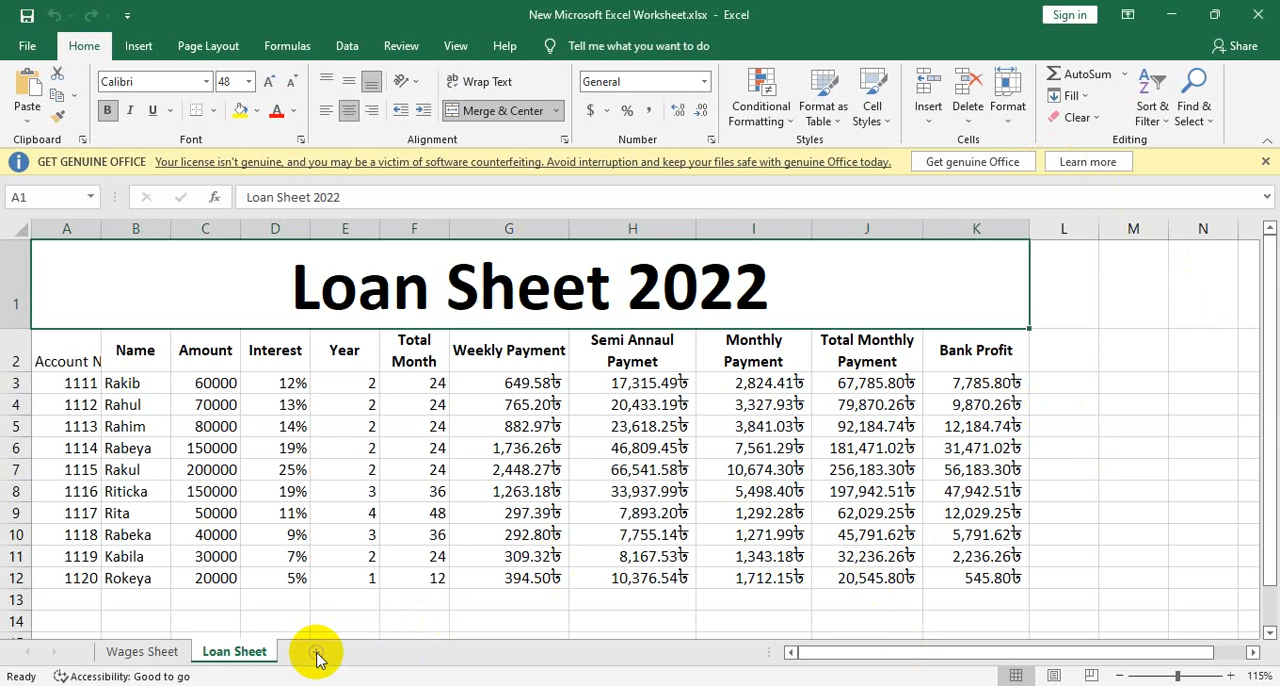 New Microsoft Excel Worksheet.xlsx - Excel
Sign in
File Home Insert Page Layout Formulas Data Review View Help Tell me what you want to do Share
Paste
Calibri 48
B I U A
Wrap Text
Merge & Center
General
$ % ,
Conditional Formatting
Format as Table
Cell Styles
Insert Delete Format
AutoSum
Fill
Clear
Sort & Filter
Find & Select
Clipboard Font Alignment Number Styles Cells Editing
GET GENUINE OFFICE Your license isn't genuine, and you may be a victim of software counterfeiting. Avoid interruption and keep your files safe with genuine Office today. Get genuine Office Learn more
A1 fx Loan Sheet 2022
A B C D E F G H I J K L M N
1 Loan Sheet 2022
2 Account N Name Amount Interest Year Total Month Weekly Payment Semi Annaul Paymet Monthly Payment Total Monthly Payment Bank Profit
3 1111 Rakib 60000 12% 2 24 649.58৳ 17,315.49৳ 2,824.41৳ 67,785.80৳ 7,785.80৳
4 1112 Rahul 70000 13% 2 24 765.20৳ 20,433.19৳ 3,327.93৳ 79,870.26৳ 9,870.26৳
5 1113 Rahim 80000 14% 2 24 882.97৳ 23,618.25৳ 3,841.03৳ 92,184.74৳ 12,184.74৳
6 1114 Rabeya 150000 19% 2 24 1,736.26৳ 46,809.45৳ 7,561.29৳ 181,471.02৳ 31,471.02৳
7 1115 Rakul 200000 25% 2 24 2,448.27৳ 66,541.58৳ 10,674.30৳ 256,183.30৳ 56,183.30৳
8 1116 Riticka 150000 19% 3 36 1,263.18৳ 33,937.99৳ 5,498.40৳ 197,942.51৳ 47,942.51৳
9 1117 Rita 50000 11% 4 48 297.39৳ 7,893.20৳ 1,292.28৳ 62,029.25৳ 12,029.25৳
10 1118 Rabeka 40000 9% 3 36 292.80৳ 7,755.14৳ 1,271.99৳ 45,791.62৳ 5,791.62৳
11 1119 Kabila 30000 7% 2 24 309.32৳ 8,167.53৳ 1,343.18৳ 32,236.26৳ 2,236.26৳
12 1120 Rokeya 20000 5% 1 12 394.50৳ 10,376.54৳ 1,712.15৳ 20,545.80৳ 545.80৳
13
14
Wages Sheet Loan Sheet
Ready Accessibility: Good to go 115%